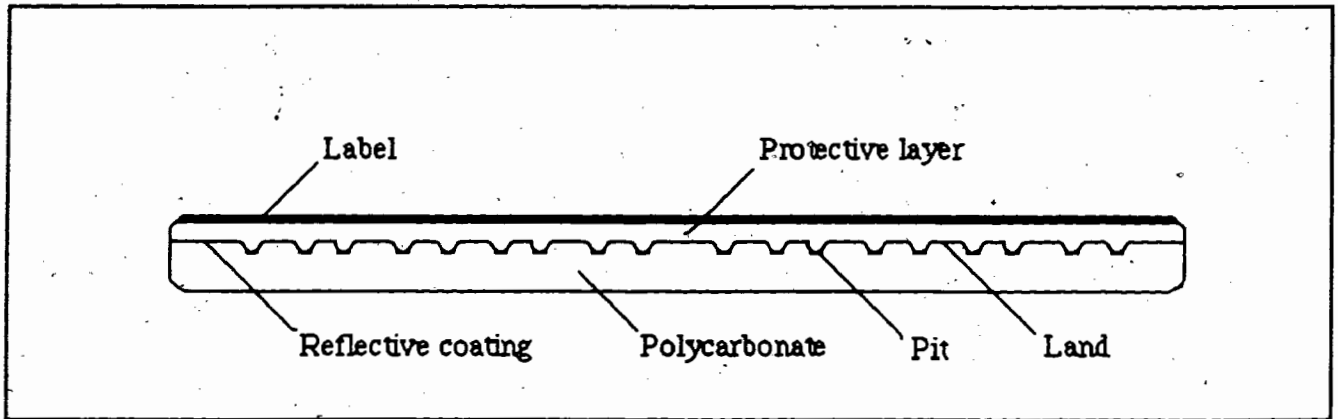 Label
Protective layer
Reflective coating
Polycarbonate
Pit
Land